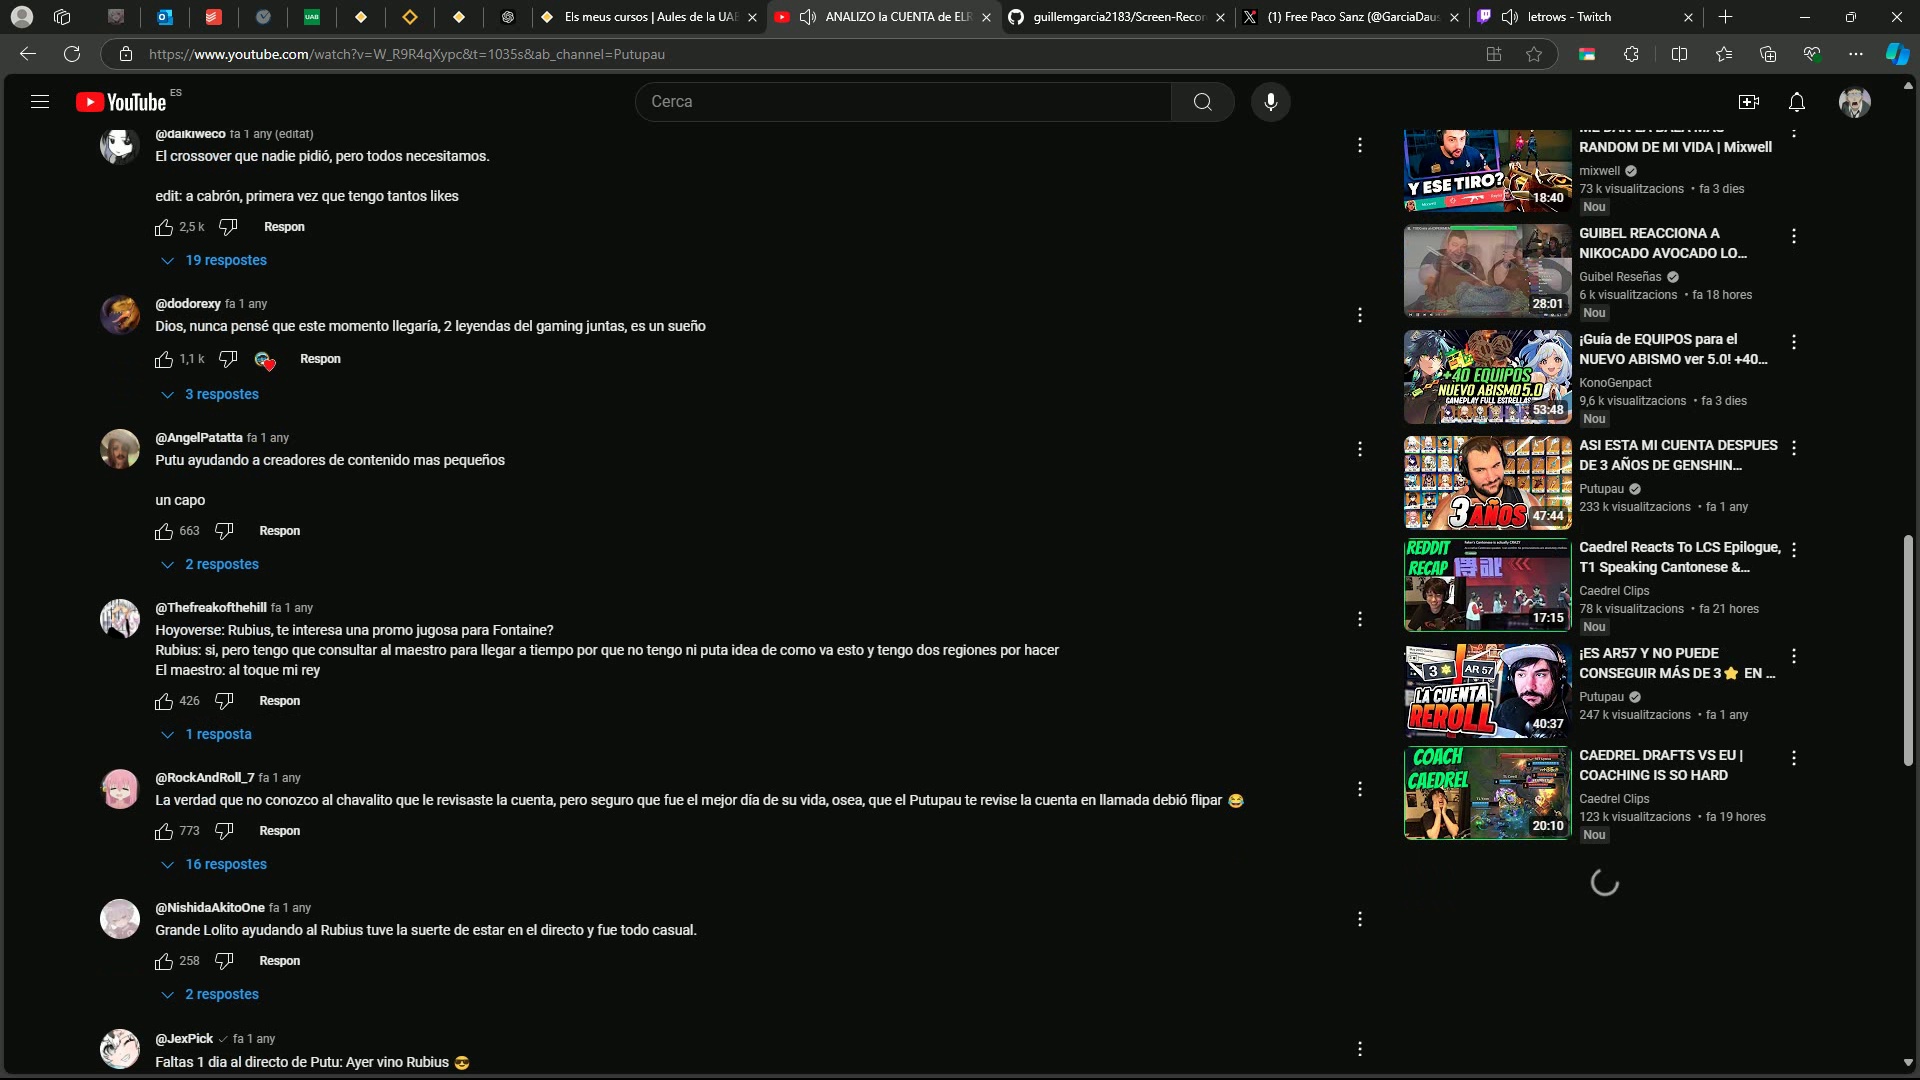 Els meus cursos | Aules de la UAB
ANALIZO la CUENTA de ELR
guillemgarcia2183/Screen-Recor
(1) Free Paco Sanz (@GarciaDaus
letrows - Twitch
UAB
https://www.youtube.com/watch?v=W_R9R4qXypc&t=1035s&ab_channel=Putupau
YouTube ES
Cerca
@daikiweco fa 1 any (editat)
El crossover que nadie pidió, pero todos necesitamos.
edit: a cabrón, primera vez que tengo tantos likes
2,5 k Respon
19 respostes
@dodorexy fa 1 any
Dios, nunca pensé que este momento llegaría, 2 leyendas del gaming juntas, es un sueño
1,1 k Respon
3 respostes
@AngelPatatta fa 1 any
Putu ayudando a creadores de contenido mas pequeños
un capo
663 Respon
2 respostes
@Thefreakofthehill fa 1 any
Hoyoverse: Rubius, te interesa una promo jugosa para Fontaine?
Rubius: si, pero tengo que consultar al maestro para llegar a tiempo por que no tengo ni puta idea de como va esto y tengo dos regiones por hacer
El maestro: al toque mi rey
426 Respon
1 resposta
@RockAndRoll_7 fa 1 any
La verdad que no conozco al chavalito que le revisaste la cuenta, pero seguro que fue el mejor día de su vida, osea, que el Putupau te revise la cuenta en llamada debió flipar 😂
773 Respon
16 respostes
@NishidaAkitoOne fa 1 any
Grande Lolito ayudando al Rubius tuve la suerte de estar en el directo y fue todo casual.
258 Respon
2 respostes
@JexPick fa 1 any
Faltas 1 dia al directo de Putu: Ayer vino Rubius 😎
Y ESE TIRO?
18:40
ME DAN LA BALA MAS
RANDOM DE MI VIDA | Mixwell
mixwell
73 k visualitzacions • fa 3 dies
Nou
28:01
GUIBEL REACCIONA A
NIKOCADO AVOCADO LO...
Guibel Reseñas
6 k visualitzacions • fa 18 hores
Nou
+40 EQUIPOS
NUEVO ABISMO 5.0
GAMEPLAY FULL ESTRELLAS
53:48
¡Guía de EQUIPOS para el
NUEVO ABISMO ver 5.0! +40...
KonoGenpact
9,6 k visualitzacions • fa 3 dies
Nou
3 AÑOS
47:44
ASI ESTA MI CUENTA DESPUES
DE 3 AÑOS DE GENSHIN...
Putupau
233 k visualitzacions • fa 1 any
REDDIT
RECAP
17:15
Caedrel Reacts To LCS Epilogue,
T1 Speaking Cantonese &...
Caedrel Clips
78 k visualitzacions • fa 21 hores
Nou
3 AR 57
LA CUENTA
REROLL
40:37
¡ES AR57 Y NO PUEDE
CONSEGUIR MÁS DE 3⭐ EN ...
Putupau
247 k visualitzacions • fa 1 any
COACH
CAEDREL
20:10
CAEDREL DRAFTS VS EU |
COACHING IS SO HARD
Caedrel Clips
123 k visualitzacions • fa 19 hores
Nou